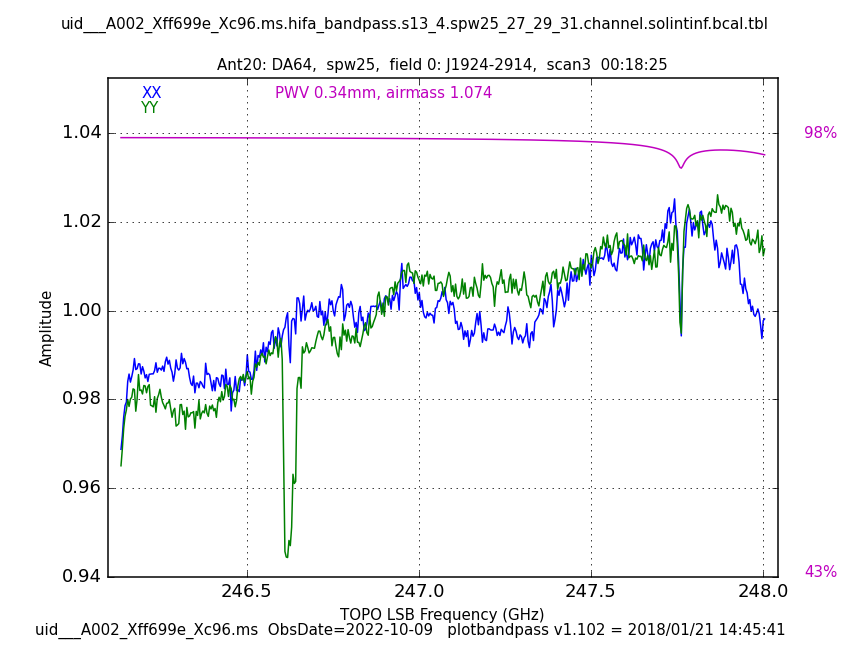 uid___A002_Xff699e_Xc96.ms.hifa_bandpass.s13_4.spw25_27_29_31.channel.solintinf.bcal.tbl
Ant20: DA64,  spw25,  field 0: J1924-2914,  scan3  00:18:25
XX
PWV 0.34mm, airmass 1.074
YY
1.04
98%
1.02
1.00
Amplitude
0.98
0.96
0.94
43%
246.5 247.0 247.5 248.0
TOPO LSB Frequency (GHz)
uid___A002_Xff699e_Xc96.ms  ObsDate=2022-10-09   plotbandpass v1.102 = 2018/01/21 14:45:41